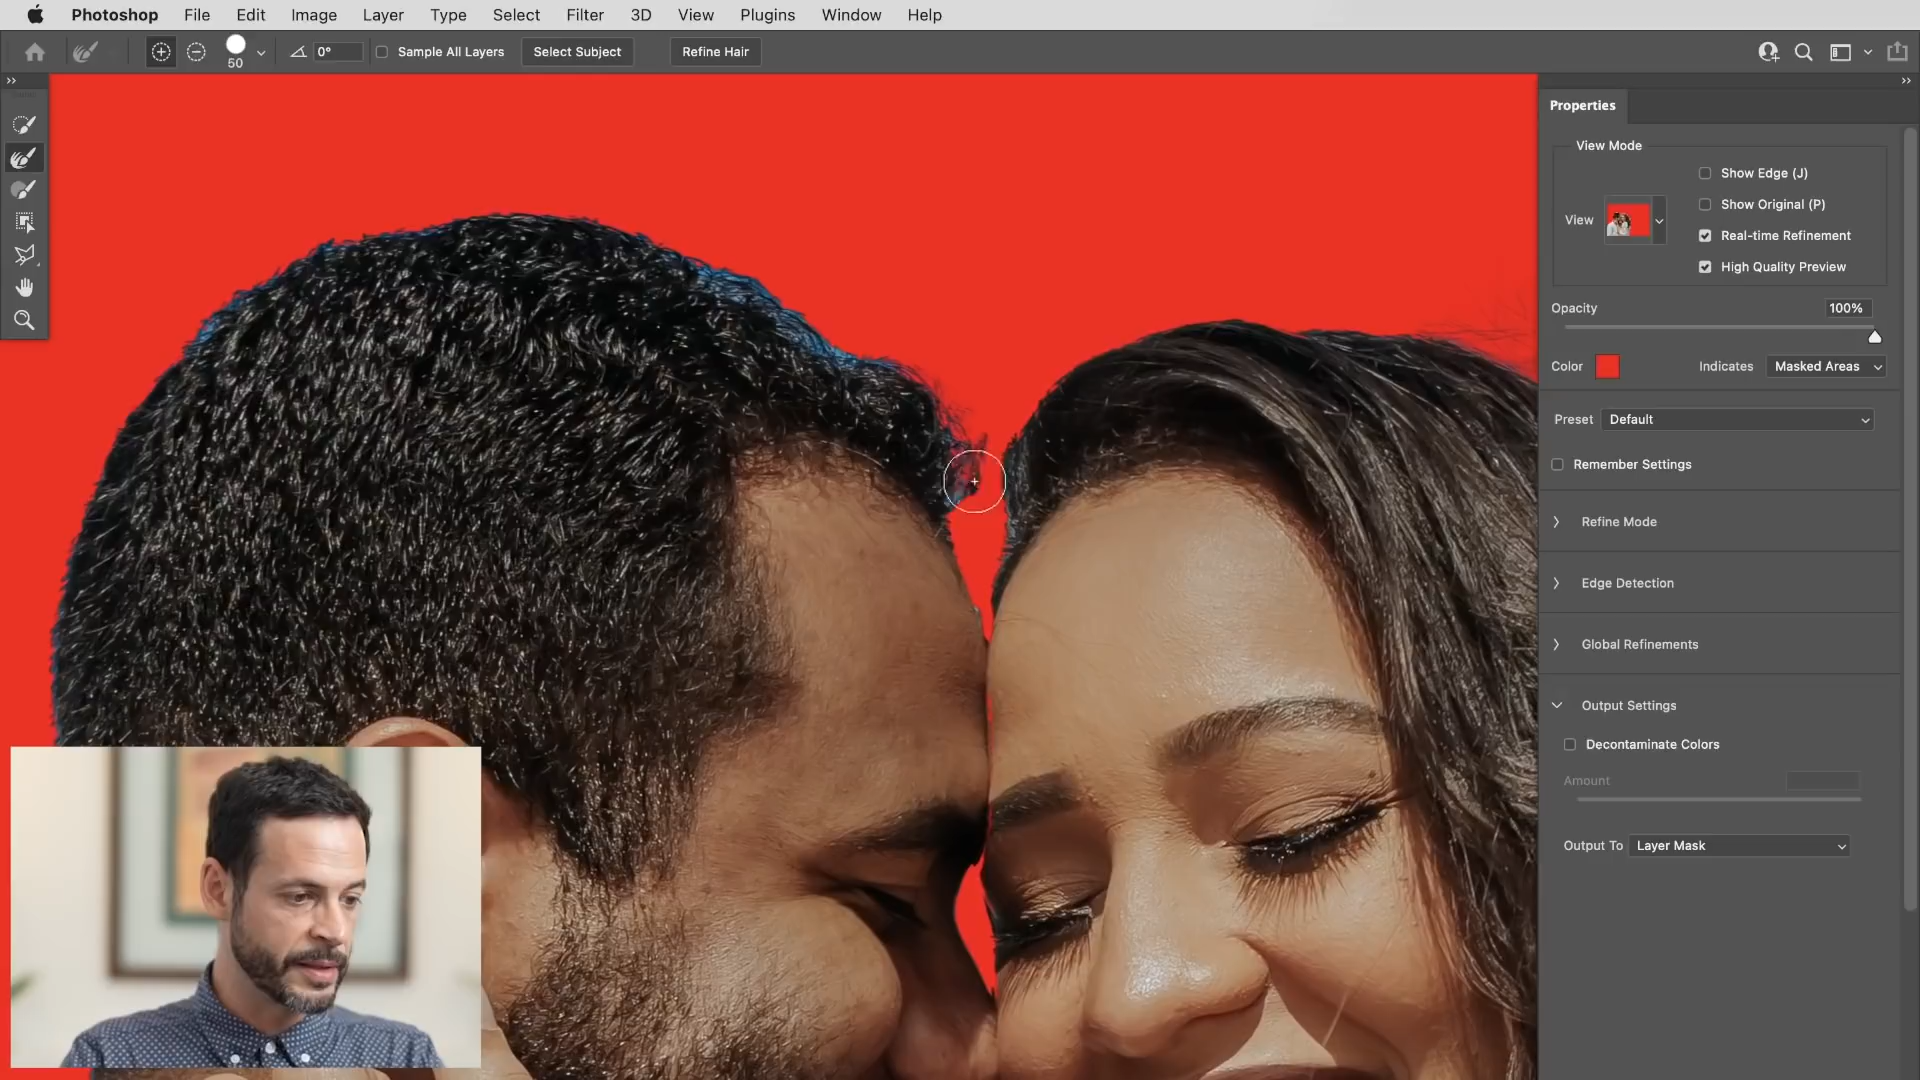 Photoshop File Edit Image Layer Type Select Filter 3D View Plugins Window Help
50 0° Sample All Layers Select Subject Refine Hair
Properties
View Mode
Show Edge (J)
Show Original (P)
View
Real-time Refinement
High Quality Preview
Opacity 100%
Color Indicates Masked Areas
Preset Default
Remember Settings
Refine Mode
Edge Detection
Global Refinements
Output Settings
Decontaminate Colors
Amount
Output To Layer Mask